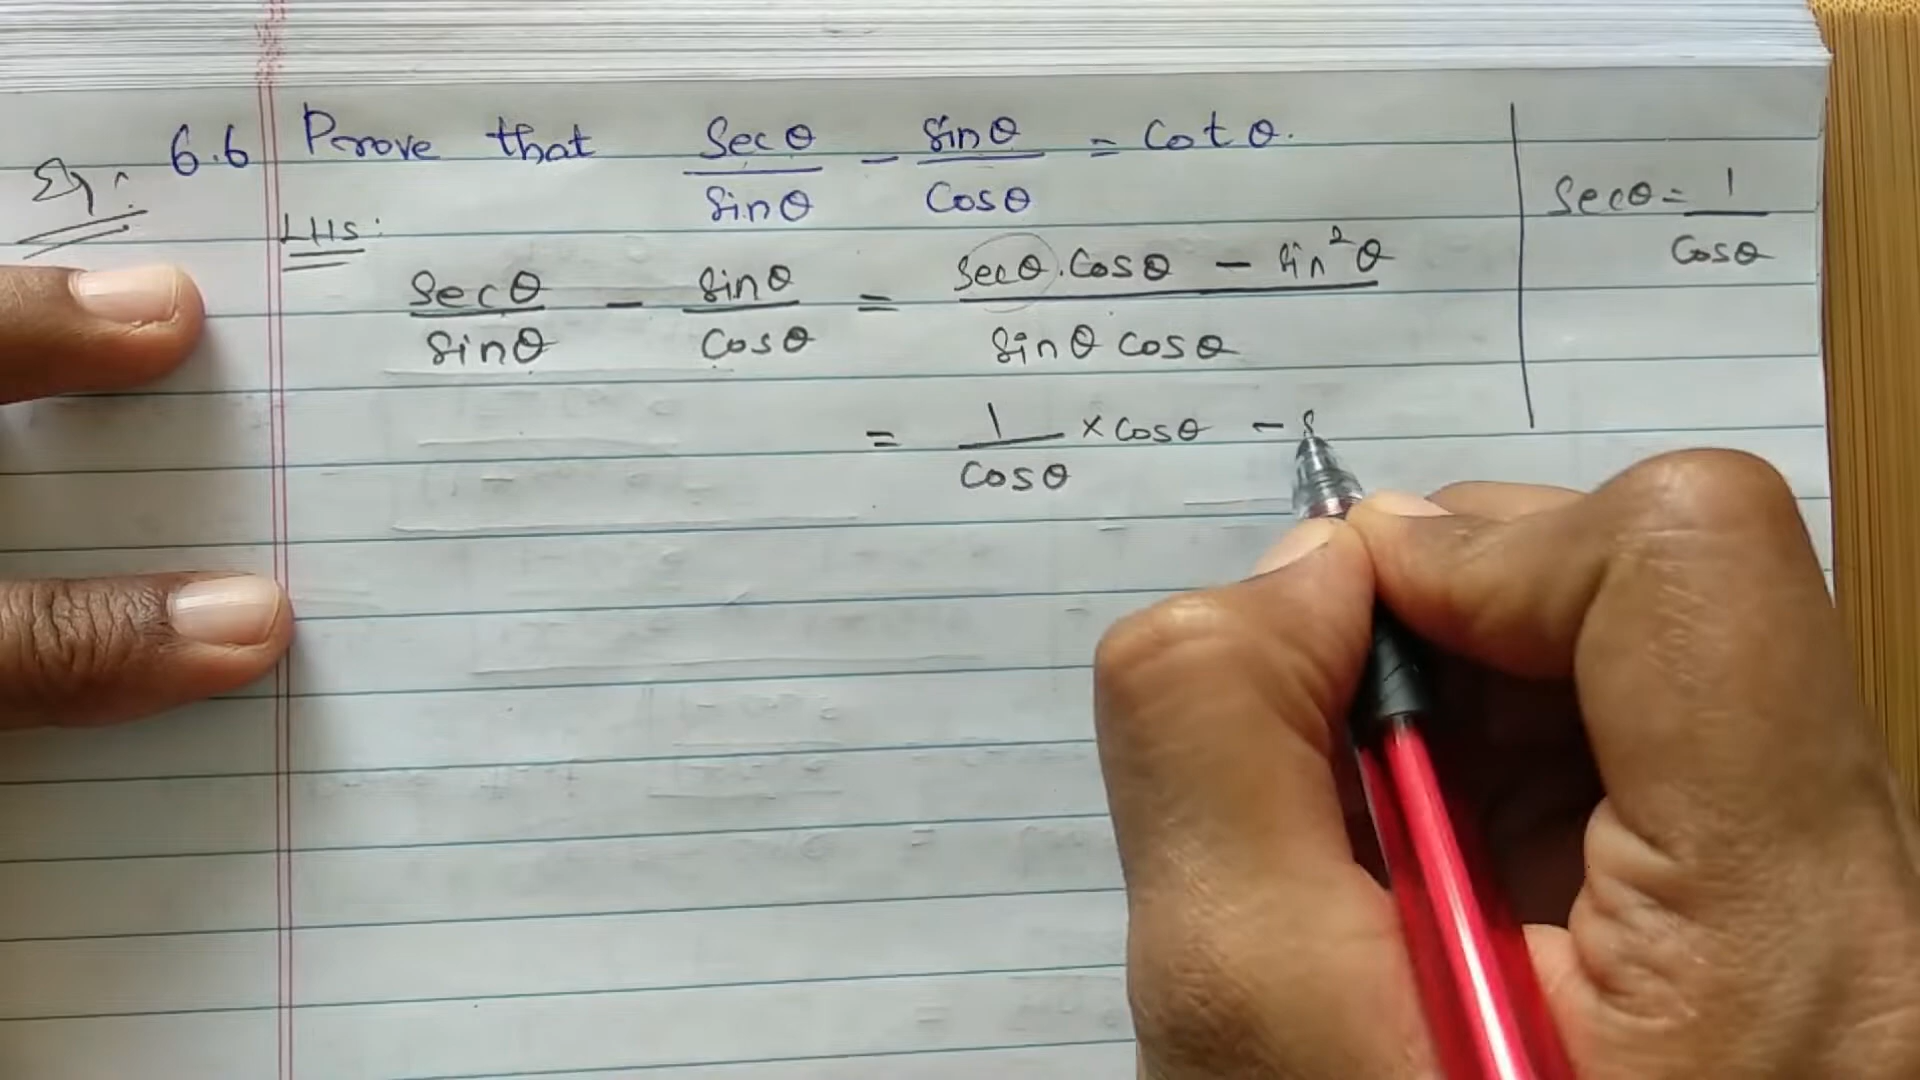 Ex: 6.6 Prove that secθ/sinθ - sinθ/cosθ = cotθ.
LHS:
secθ/sinθ - sinθ/cosθ = secθ.cosθ - sin²θ/sinθ cosθ
= 1/cosθ × cosθ - s
secθ = 1/cosθ